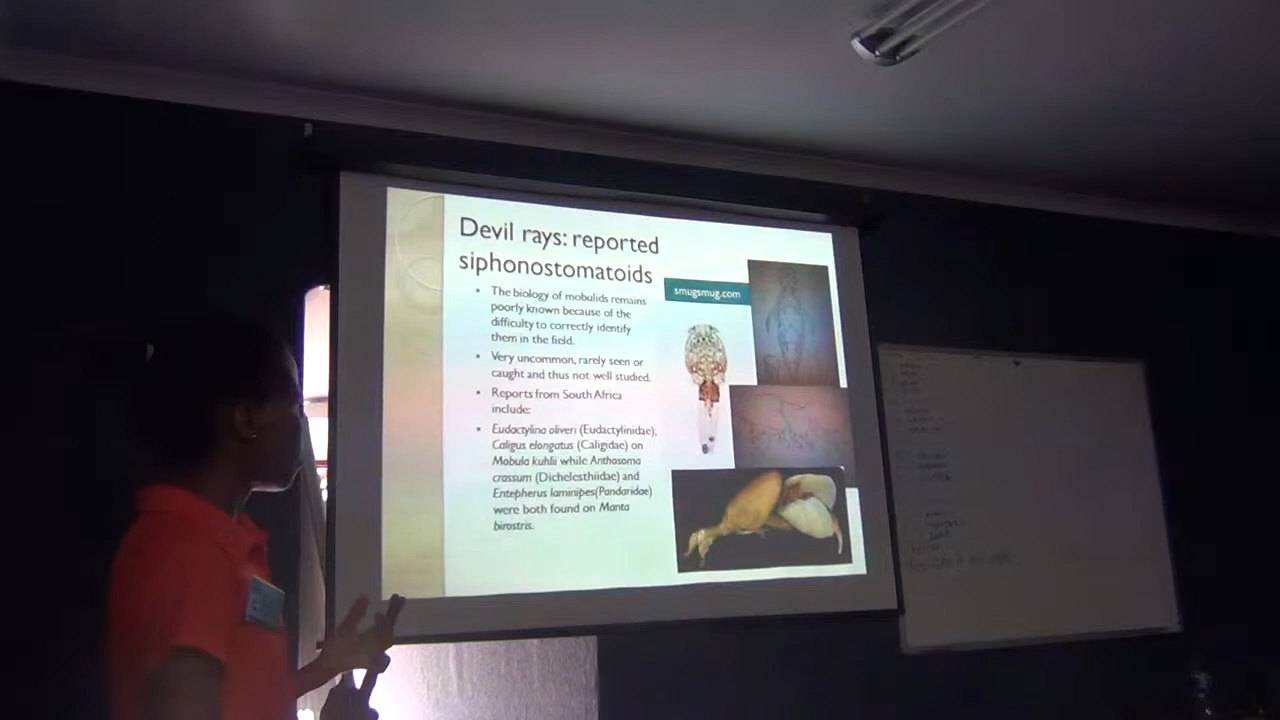 Devil rays: reported
siphonostomatoids
smugsmug.com
• The biology of mobulids remains
poorly known because of the
difficulty to correctly identify
them in the field.
• Very uncommon, rarely seen or
caught and thus not well studied.
• Reports from South Africa
include:
• Eudactylina oliveri (Eudactylinidae),
Caligus elongatus (Caligidae) on
Mobula kuhlii while Anthosoma
crassum (Dichelesthiidae) and
Entepherus laminipes(Pandaridae)
were both found on Manta
birostris.